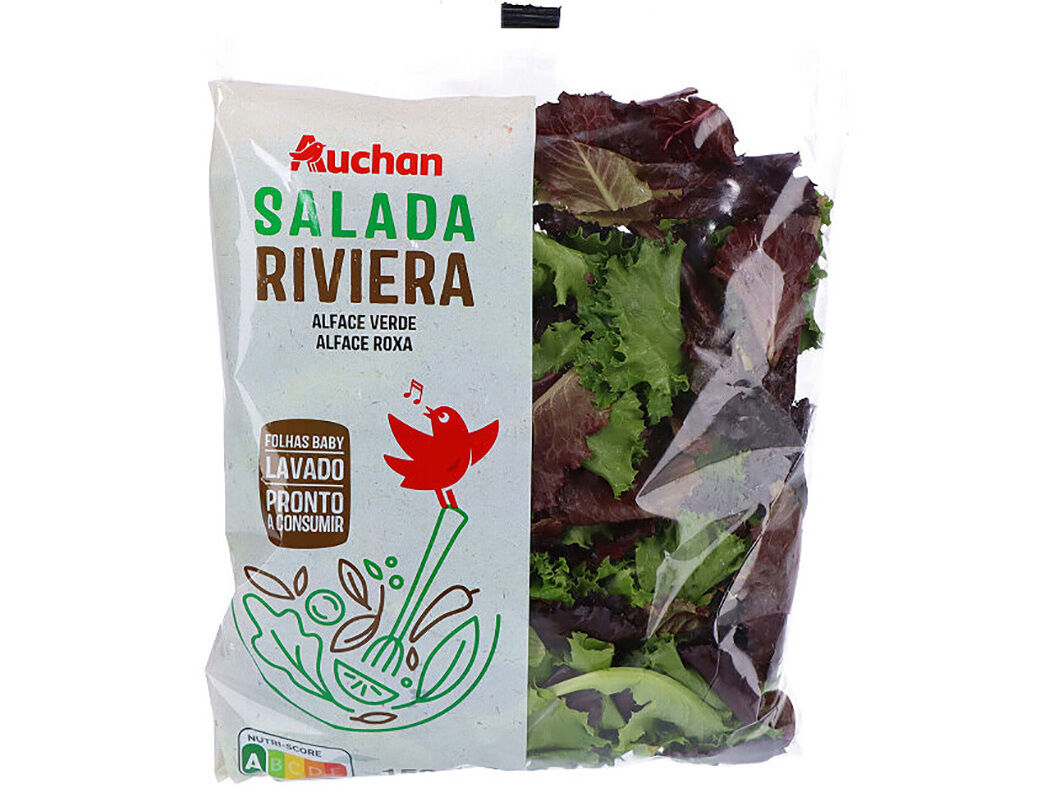 Auchan
SALADA
RIVIERA
ALFACE VERDE
ALFACE ROXA
FOLHAS BABY
LAVADO
PRONTO
A CONSUMIR
NUTRI-SCORE
A B C D E